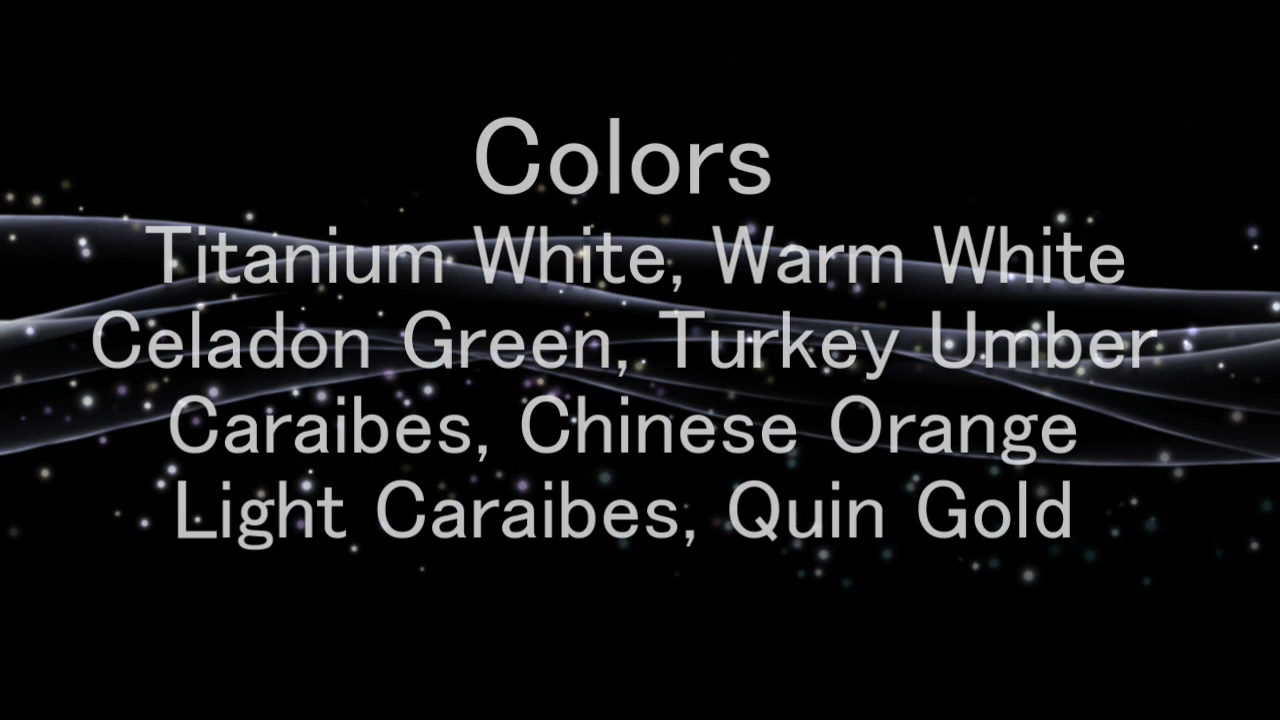 Colors
Titanium White, Warm White
Celadon Green, Turkey Umber
Caraibes, Chinese Orange
Light Caraibes, Quin Gold